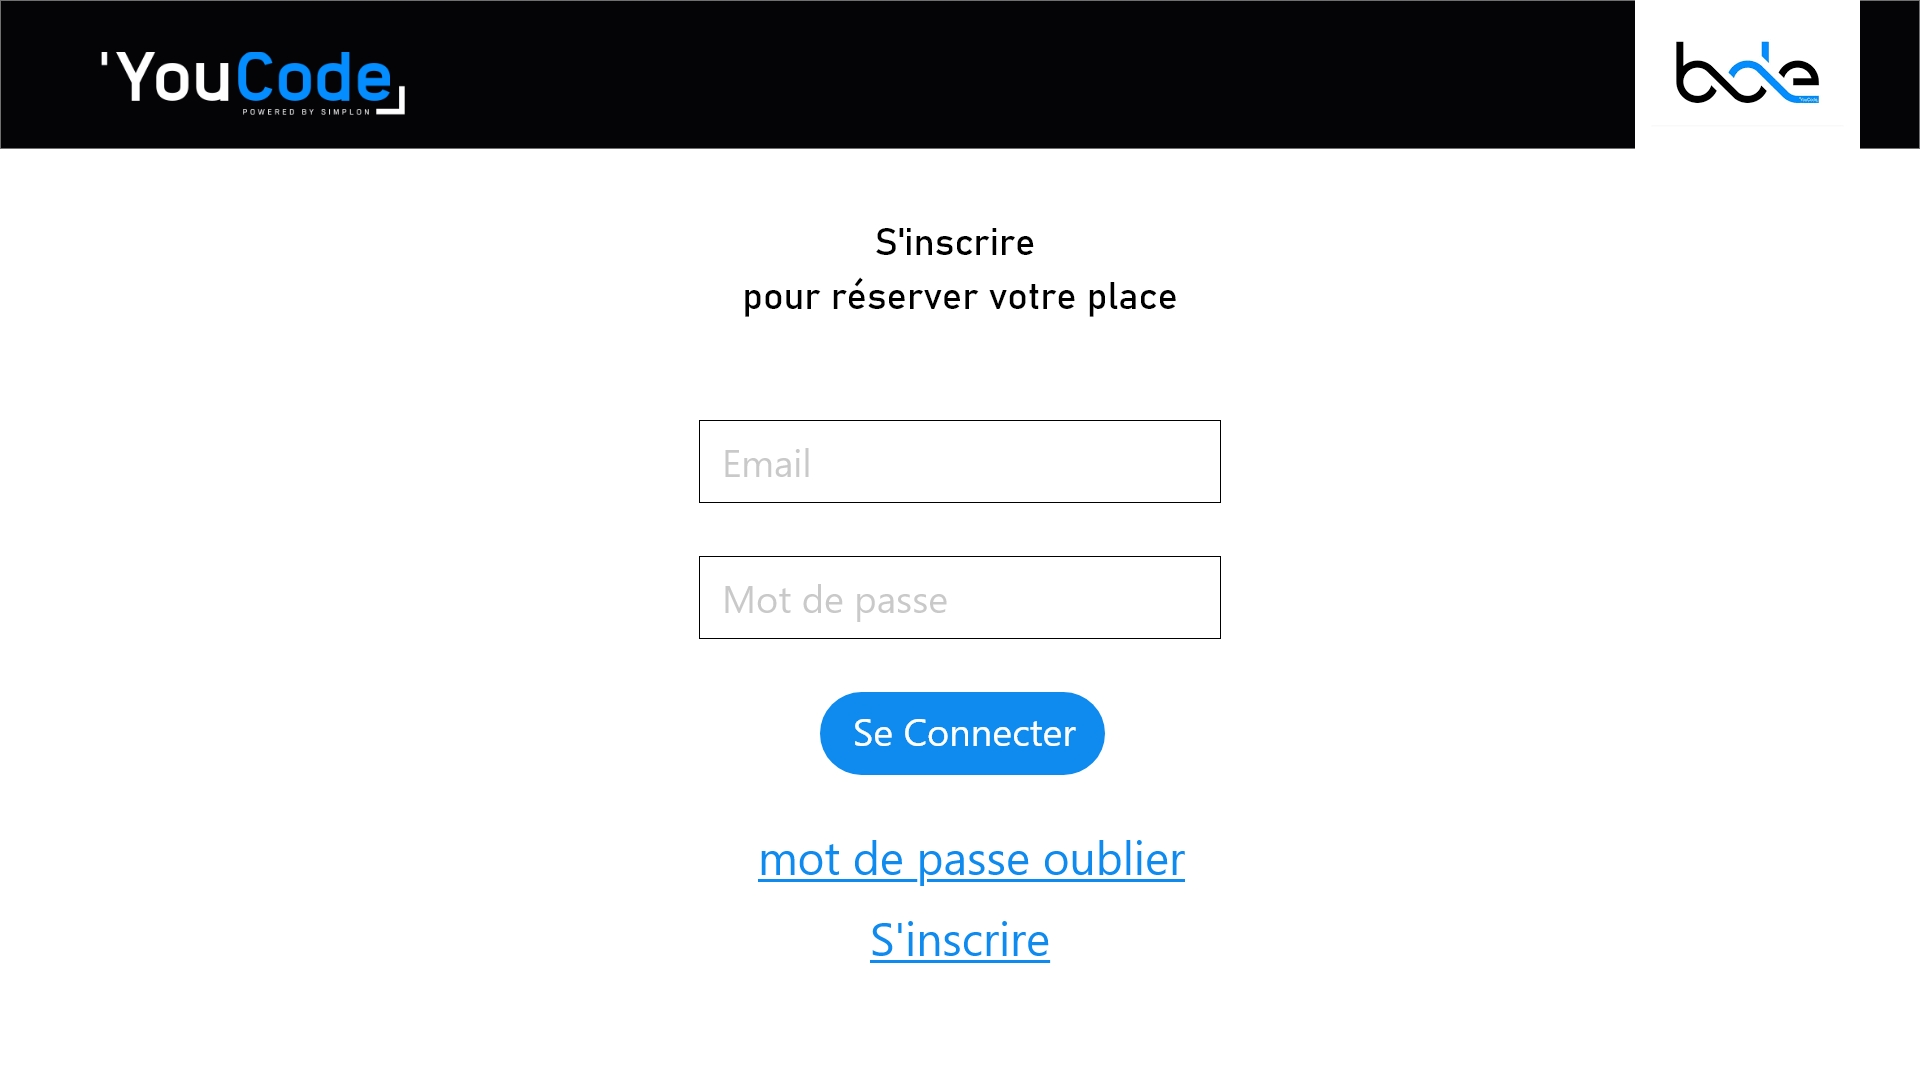 'YouCode
POWERED BY SIMPLON
bde
S'inscrire
pour réserver votre place
Email
Mot de passe
Se Connecter
mot de passe oublier
S'inscrire